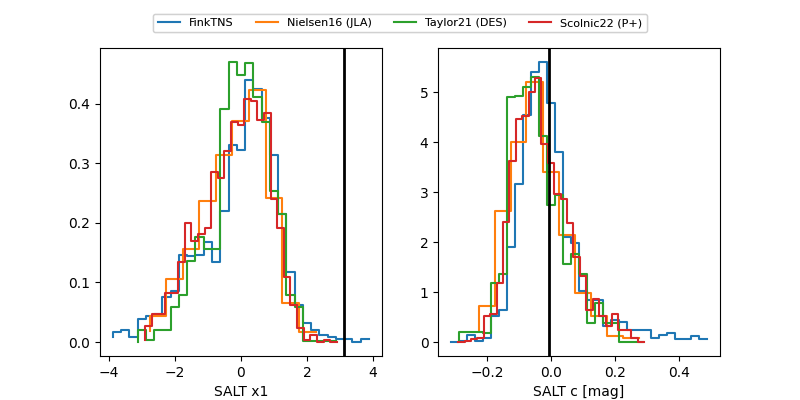 FinkTNS Nielsen16 (JLA) Taylor21 (DES) Scolnic22 (P+)
0.4
0.3
0.2
0.1
0.0
−4 −2 0 2 4
SALT x1
5
4
3
2
1
0
−0.2 0.0 0.2 0.4
SALT c [mag]